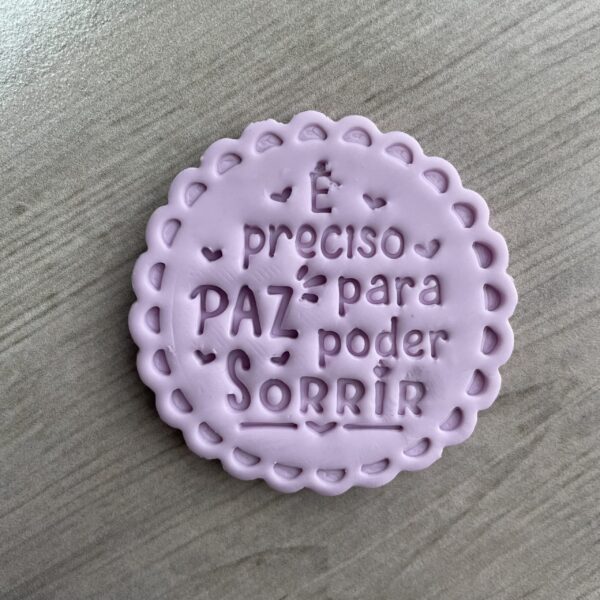 É
preciso
PAZ para
poder
SORRIR